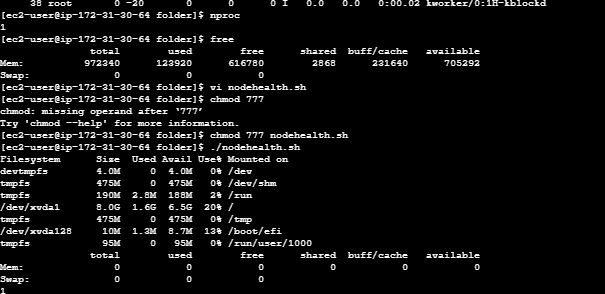 38 root 0 -20 0 0 0 I 0.0 0.0 0:00.02 kworker/0:1H-kblockd
[ec2-user@ip-172-31-30-64 folder]$ nproc
1
[ec2-user@ip-172-31-30-64 folder]$ free
total used free shared buff/cache available
Mem: 972340 123920 616780 2868 231640 705292
Swap: 0 0 0
[ec2-user@ip-172-31-30-64 folder]$ vi nodehealth.sh
[ec2-user@ip-172-31-30-64 folder]$ chmod 777
chmod: missing operand after ‘777’
Try 'chmod --help' for more information.
[ec2-user@ip-172-31-30-64 folder]$ chmod 777 nodehealth.sh
[ec2-user@ip-172-31-30-64 folder]$ ./nodehealth.sh
Filesystem Size Used Avail Use% Mounted on
devtmpfs 4.0M 0 4.0M 0% /dev
tmpfs 475M 0 475M 0% /dev/shm
tmpfs 190M 2.8M 188M 2% /run
/dev/xvda1 8.0G 1.6G 6.5G 20% /
tmpfs 475M 0 475M 0% /tmp
/dev/xvda128 10M 1.3M 8.7M 13% /boot/efi
tmpfs 95M 0 95M 0% /run/user/1000
total used free shared buff/cache available
Mem: 0 0 0 0 0 0
Swap: 0 0 0
1